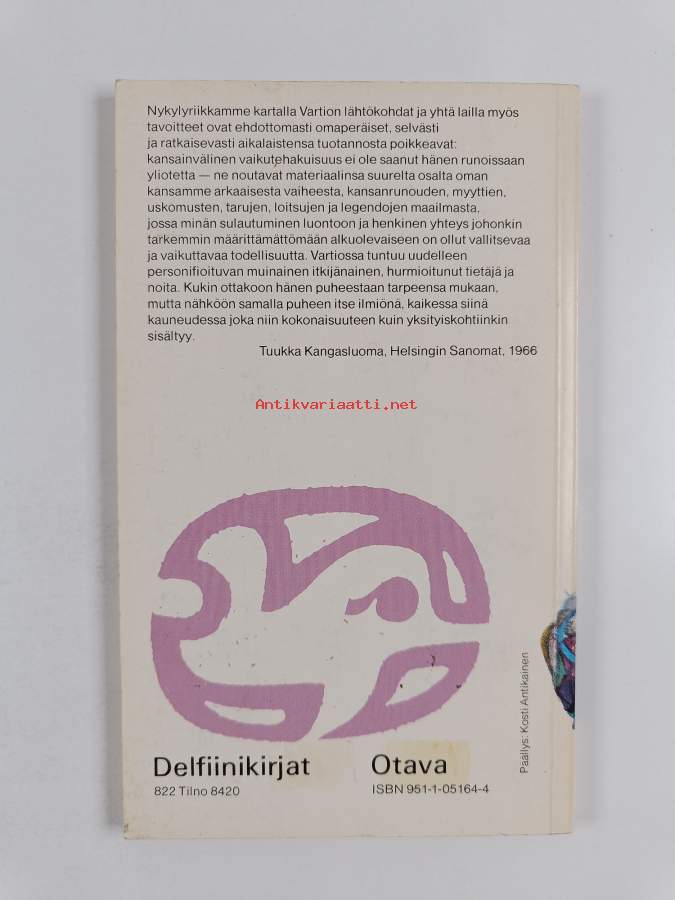 Nykylyriikkamme kartalla Vartion lähtökohdat ja yhtä lailla myös
tavoitteet ovat ehdottomasti omaperäiset, selvästi
ja ratkaisevasti aikalaistensa tuotannosta poikkeavat:
kansainvälinen vaikutehakuisuus ei ole saanut hänen runoissaan
yliotetta — ne noutavat materiaalinsa suurelta osalta oman
kansamme arkaaisesta vaiheesta, kansanrunouden, myyttien,
uskomusten, tarujen, loitsujen ja legendojen maailmasta,
jossa minän sulautuminen luontoon ja henkinen yhteys johonkin
tarkemmin määrittämättömään alkuolevaiseen on ollut vallitsevaa
ja vaikuttavaa todellisuutta. Vartiossa tuntuu uudelleen
personifioituvan muinainen itkijänainen, hurmioitunut tietäjä ja
noita. Kukin ottakoon hänen puheestaan tarpeensa mukaan,
mutta nähköön samalla puheen itse ilmiönä, kaikessa siinä
kauneudessa joka niin kokonaisuuteen kuin yksityiskohtiinkin
sisältyy.
Tuukka Kangasluoma, Helsingin Sanomat, 1966
Antikvariaatti.net
Päällys: Kosti Antikainen
Delfiinikirjat Otava
822 Tilno 8420 ISBN 951-1-05164-4